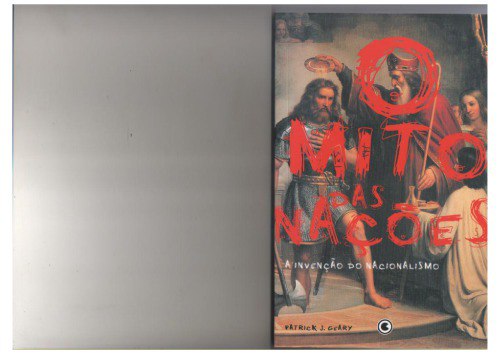 O
MITO
DAS
NAÇÕES
A INVENÇÃO DO NACIONALISMO
PATRICK J. GEARY